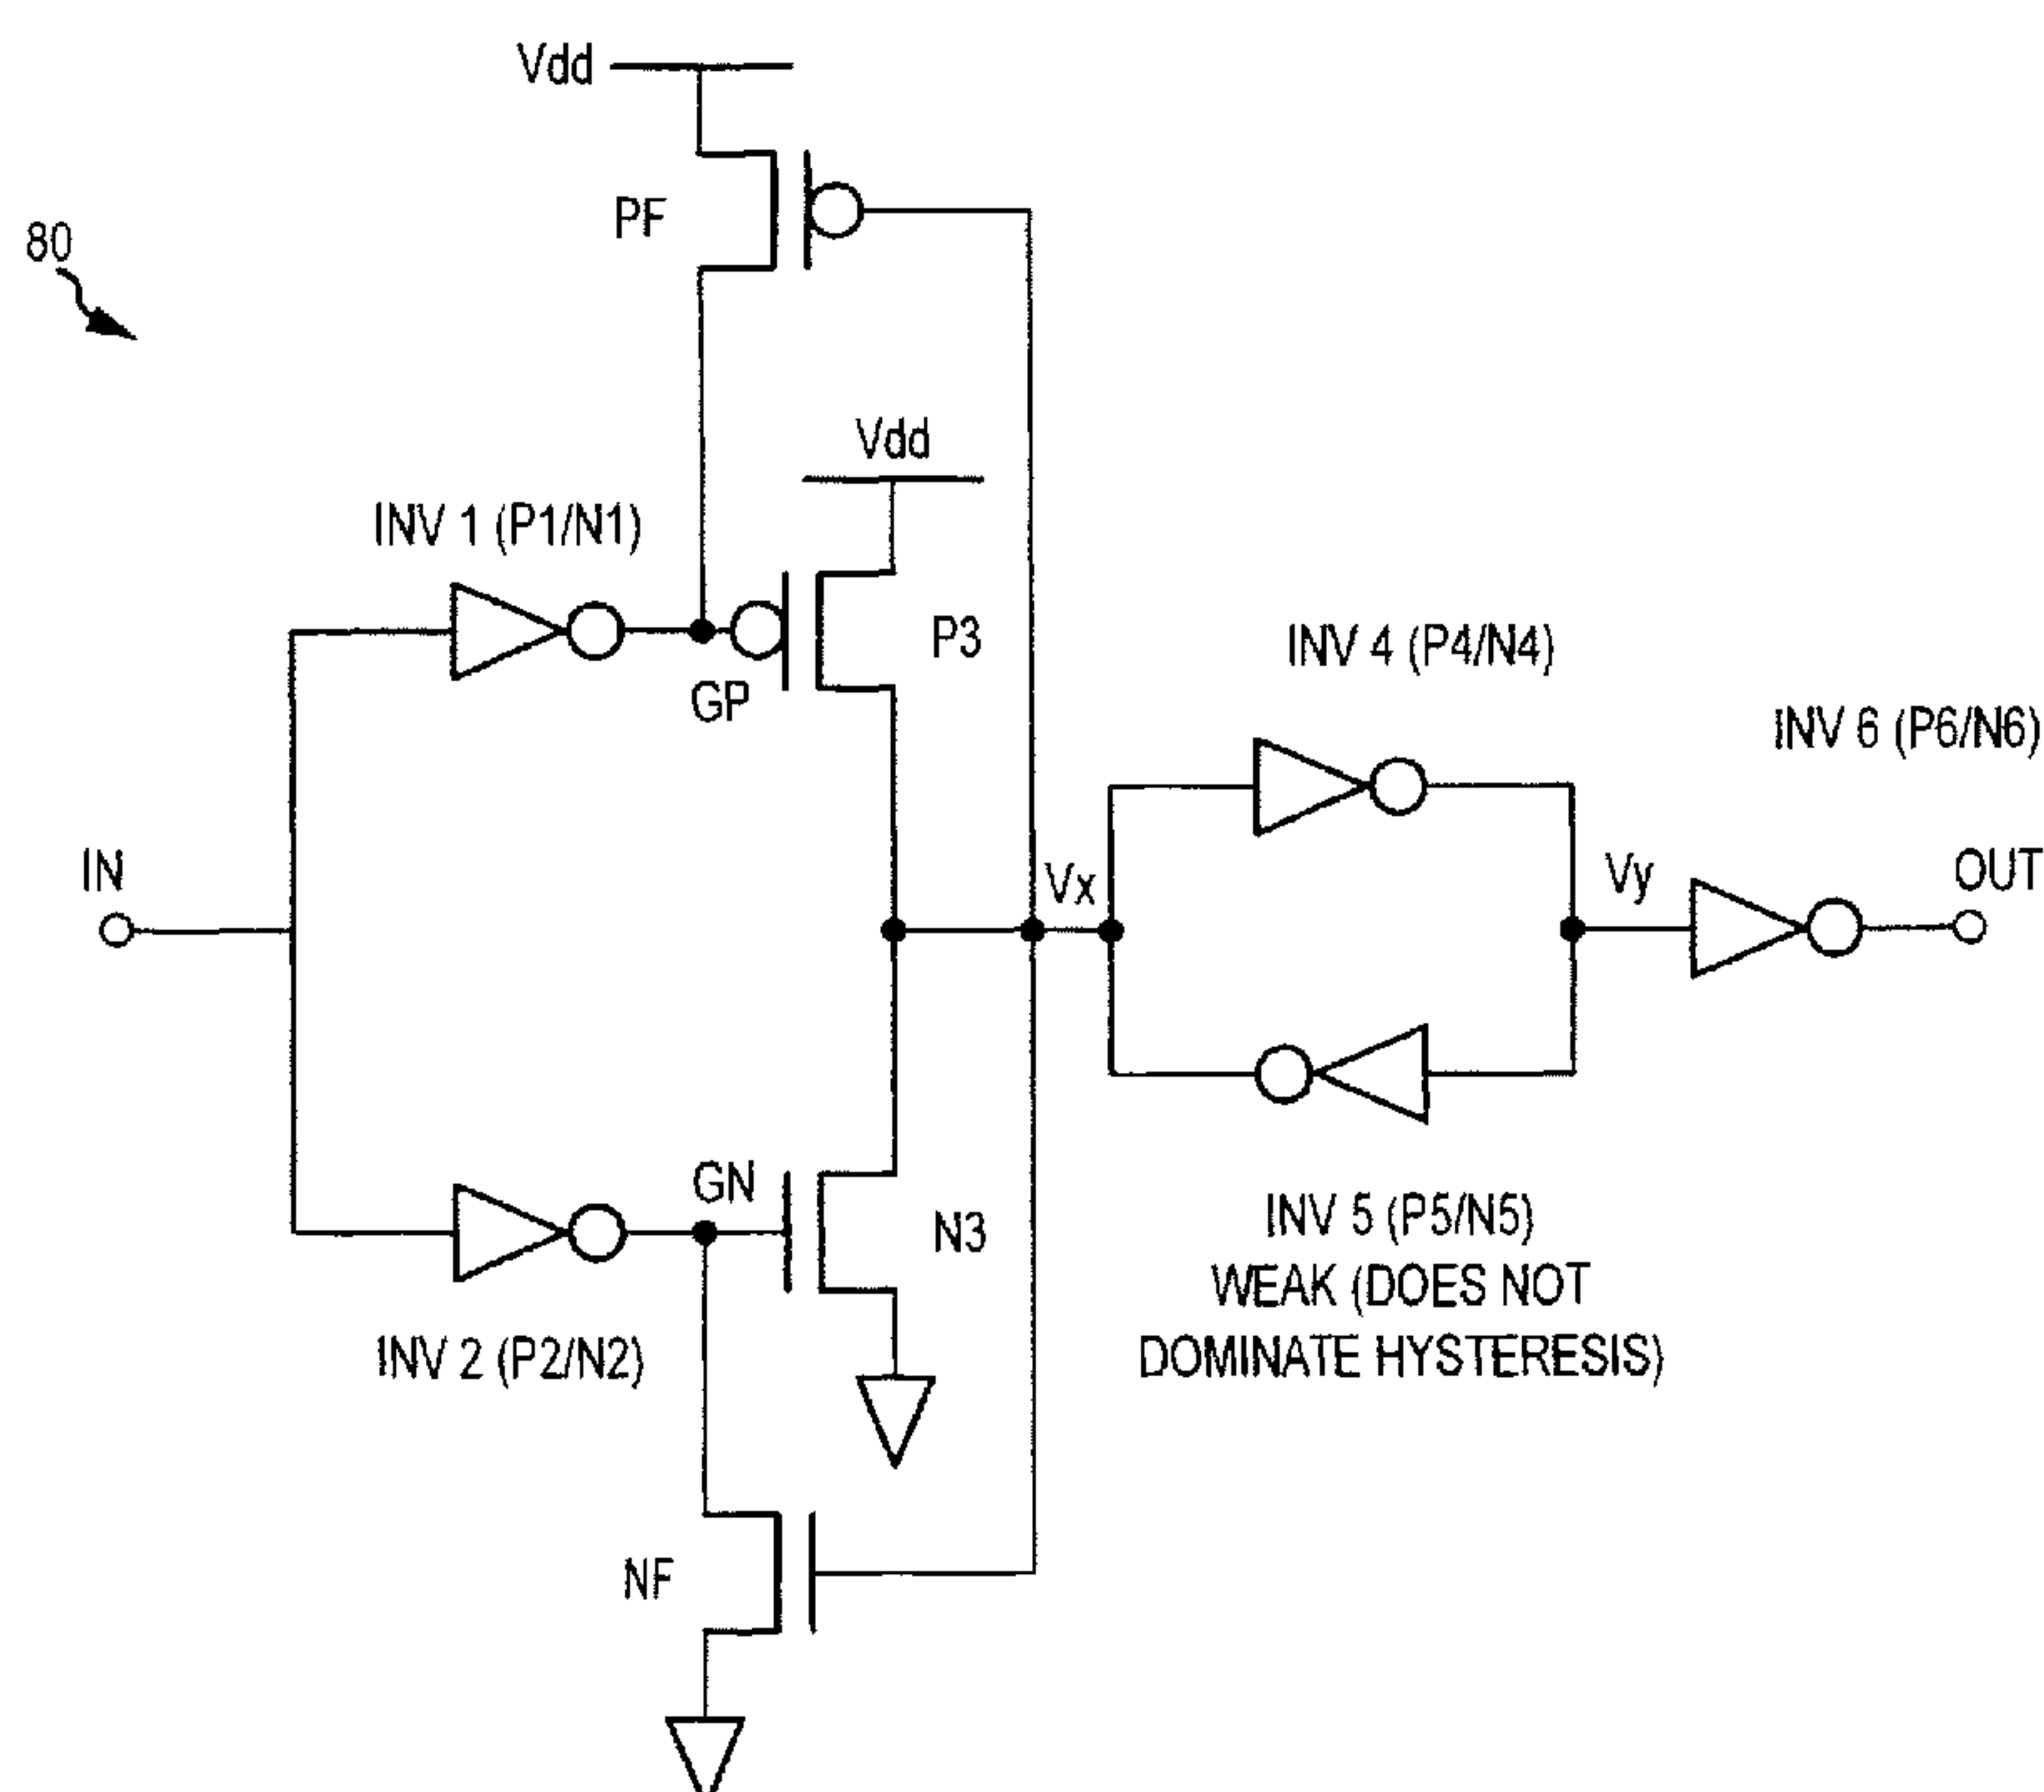 Vdd
PF
80
Vdd
INV 1 (P1/N1)
P3
GP
INV 4 (P4/N4)
INV 6 (P6/N6)
IN
Vx
Vy
OUT
GN
N3
INV 5 (P5/N5)
WEAK (DOES NOT
DOMINATE HYSTERESIS)
INV 2 (P2/N2)
NF